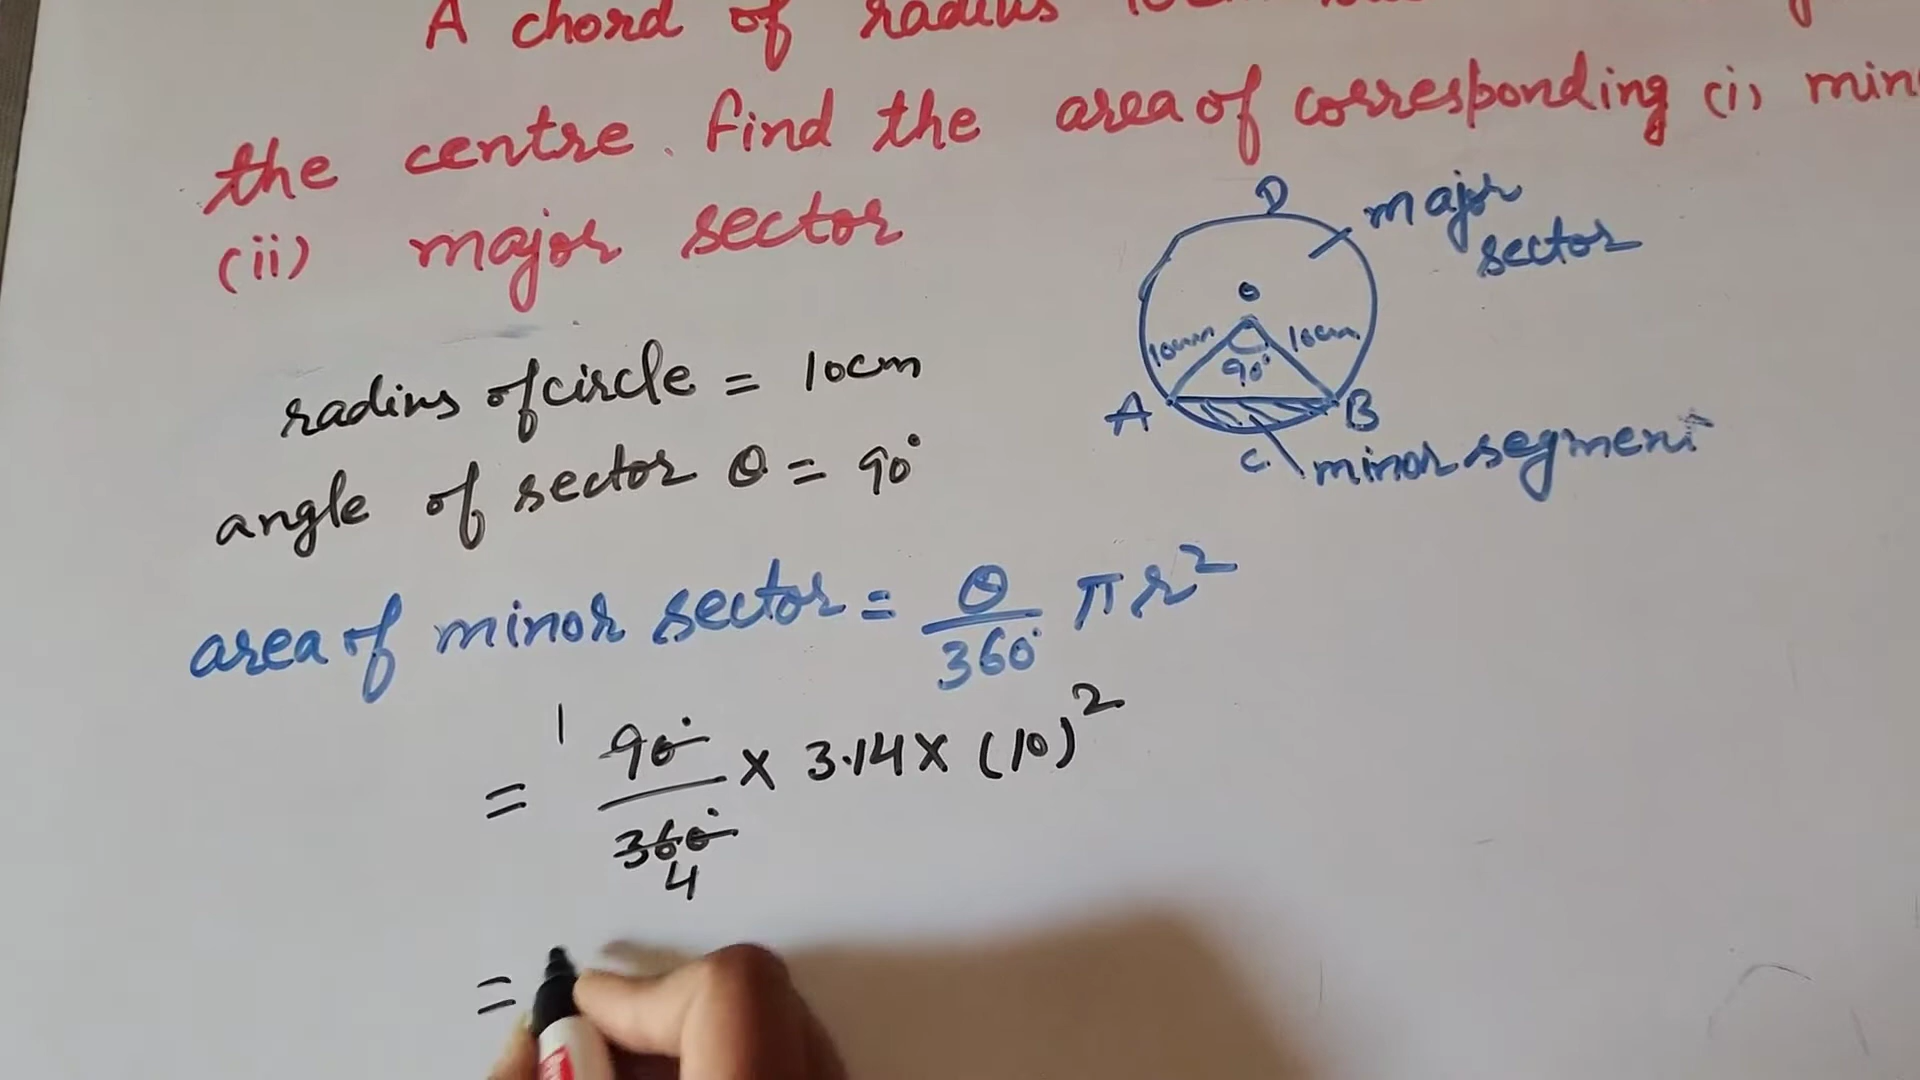 A chord of radius
the centre. find the area of corresponding (i)
(ii) major sector
D
major
sector
O
10cm 10cm
90°
A B
C
minor segment
radius of circle = 10cm
angle of sector θ = 90°
area of minor sector = θ/360° πr²
= 1 90°/360° 4 × 3.14 × (10)²
=